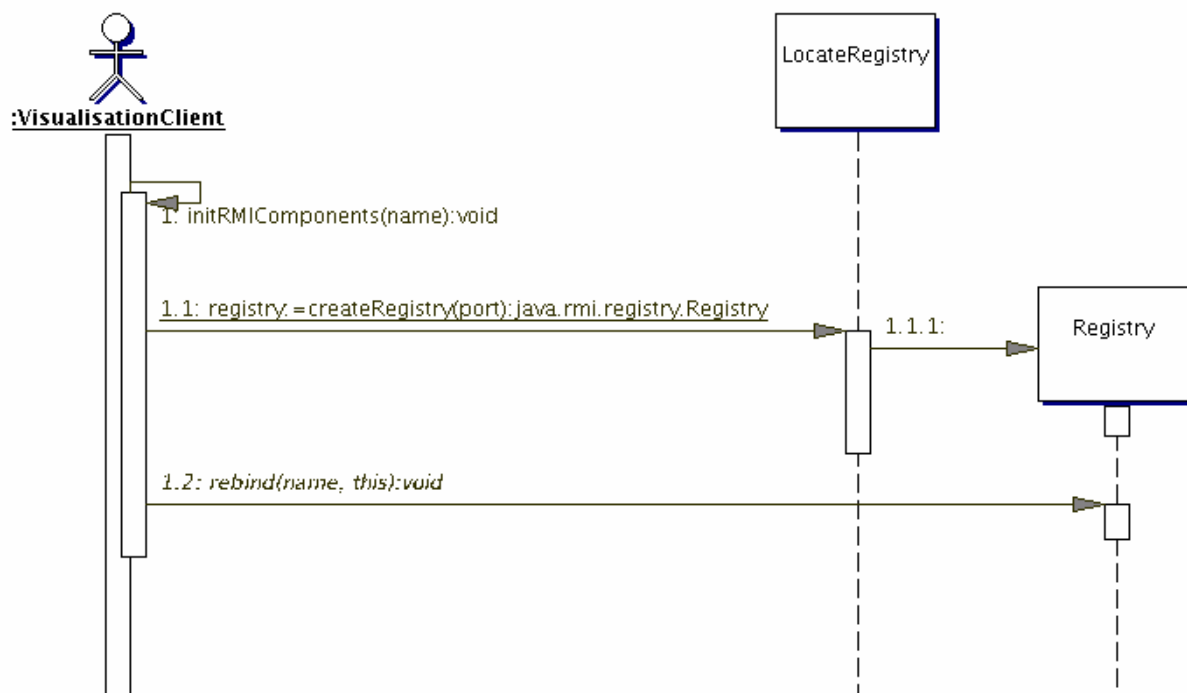 LocateRegistry
:VisualisationClient
1: initRMIComponents(name):void
1.1: registry:=createRegistry(port):java.rmi.registry.Registry
1.1.1:
Registry
1.2: rebind(name, this):void